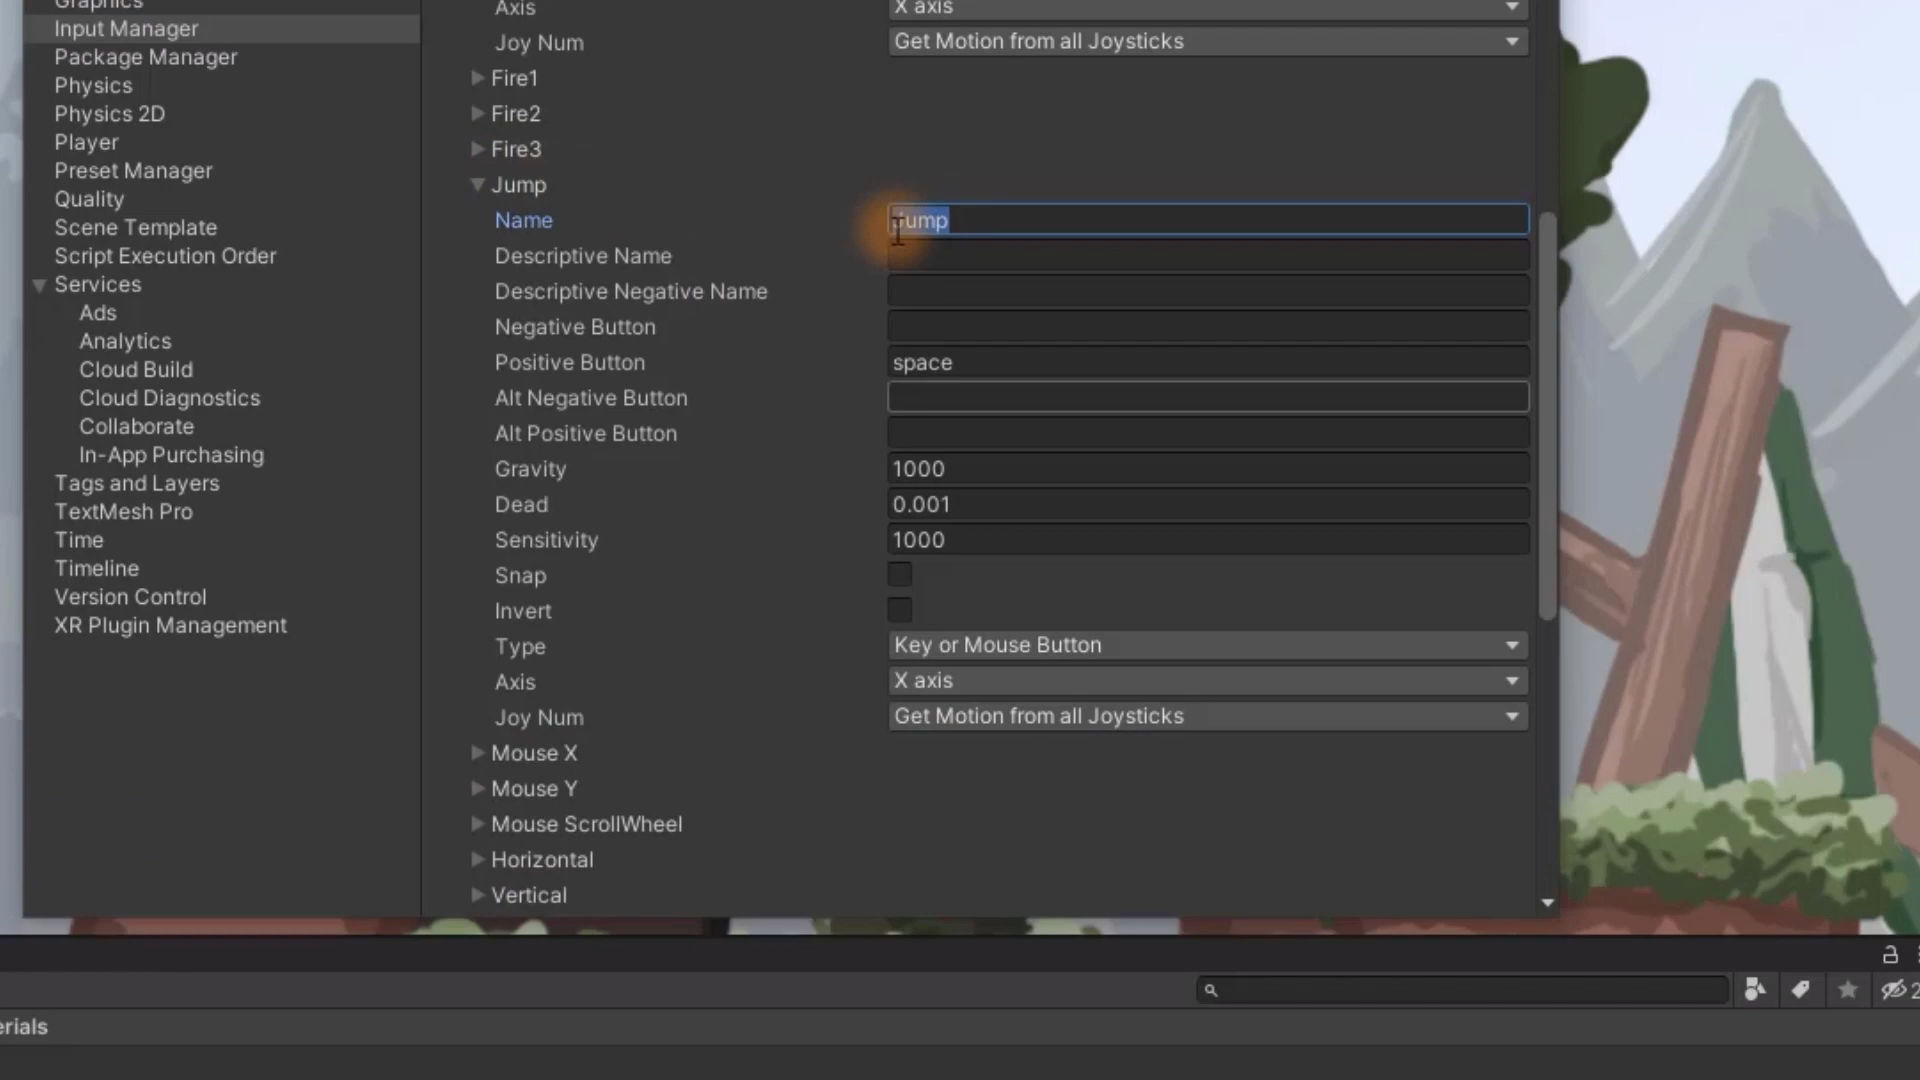 Graphics
Input Manager
Package Manager
Physics
Physics 2D
Player
Preset Manager
Quality
Scene Template
Script Execution Order
Services
Ads
Analytics
Cloud Build
Cloud Diagnostics
Collaborate
In-App Purchasing
Tags and Layers
TextMesh Pro
Time
Timeline
Version Control
XR Plugin Management
Axis X axis
Joy Num Get Motion from all Joysticks
Fire1
Fire2
Fire3
Jump
Name Jump
Descriptive Name
Descriptive Negative Name
Negative Button
Positive Button space
Alt Negative Button
Alt Positive Button
Gravity 1000
Dead 0.001
Sensitivity 1000
Snap
Invert
Type Key or Mouse Button
Axis X axis
Joy Num Get Motion from all Joysticks
Mouse X
Mouse Y
Mouse ScrollWheel
Horizontal
Vertical
2
erials